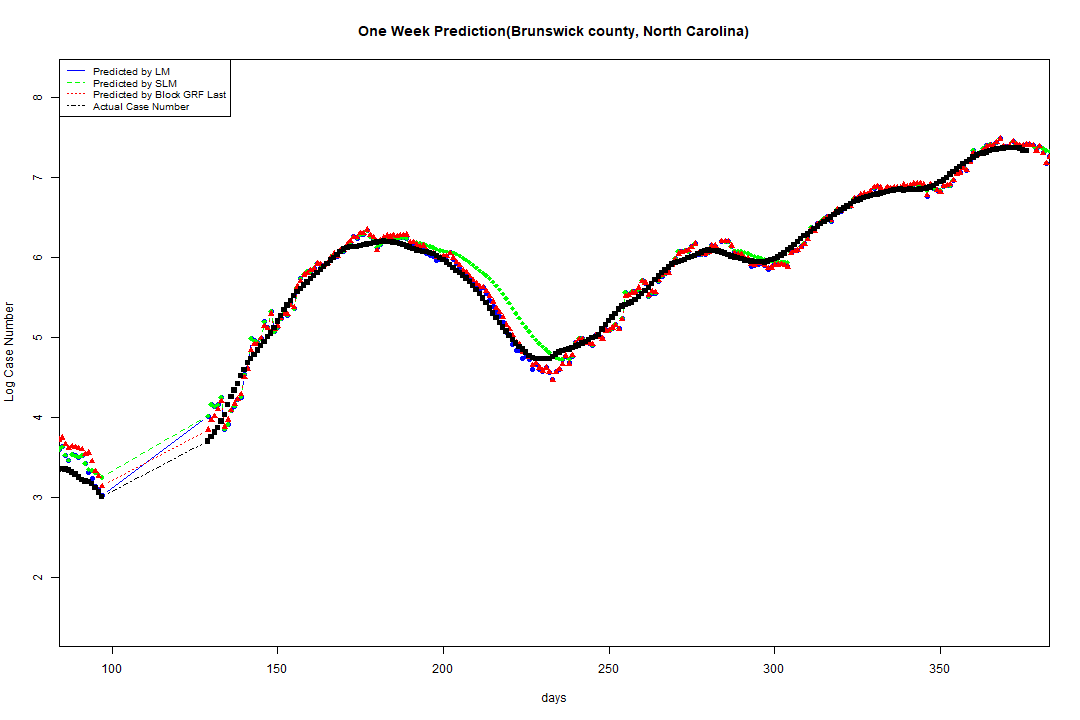 One Week Prediction(Brunswick county, North Carolina)
Predicted by LM
Predicted by SLM
Predicted by Block GRF Last
Actual Case Number
8
7
6
5
4
3
2
Log Case Number
100 150 200 250 300 350
days